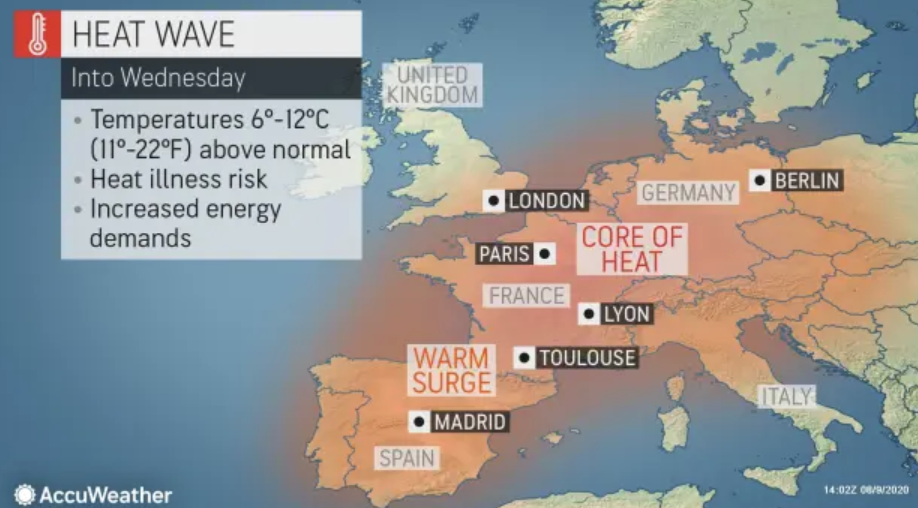 HEAT WAVE
Into Wednesday
• Temperatures 6°-12°C
(11°-22°F) above normal
• Heat illness risk
• Increased energy
demands
UNITED
KINGDOM
LONDON
GERMANY
BERLIN
PARIS
CORE OF
HEAT
FRANCE
LYON
WARM
SURGE
TOULOUSE
ITALY
MADRID
SPAIN
AccuWeather
14:02Z 08/9/2020